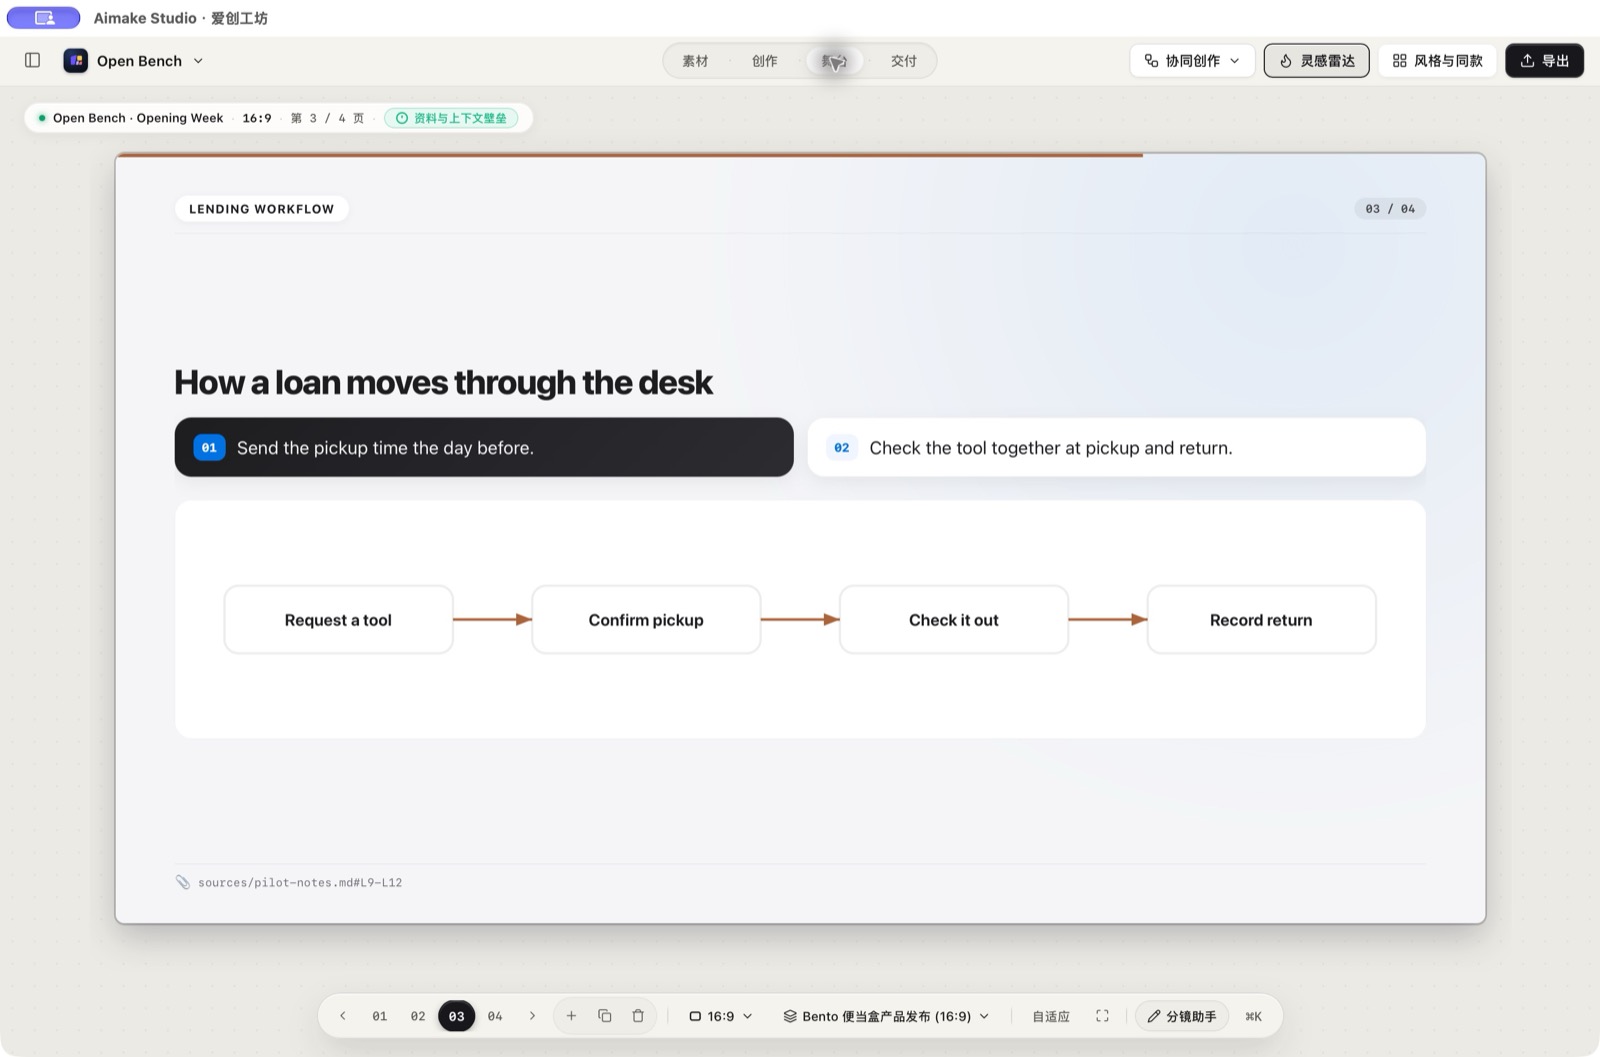 Aimake Studio · 爱创工坊
Open Bench
素材
创作
交付
协同创作
灵感雷达
风格与同款
导出
Open Bench · Opening Week · 16:9 · 第 3 / 4 页 · 资料与上下文壁垒
LENDING WORKFLOW
03 / 04
How a loan moves through the desk
01 Send the pickup time the day before.
02 Check the tool together at pickup and return.
Request a tool
Confirm pickup
Check it out
Record return
sources/pilot-notes.md#L9-L12
01 02 03 04
16:9
Bento 便当盒产品发布 (16:9)
自适应
分镜助手
⌘K